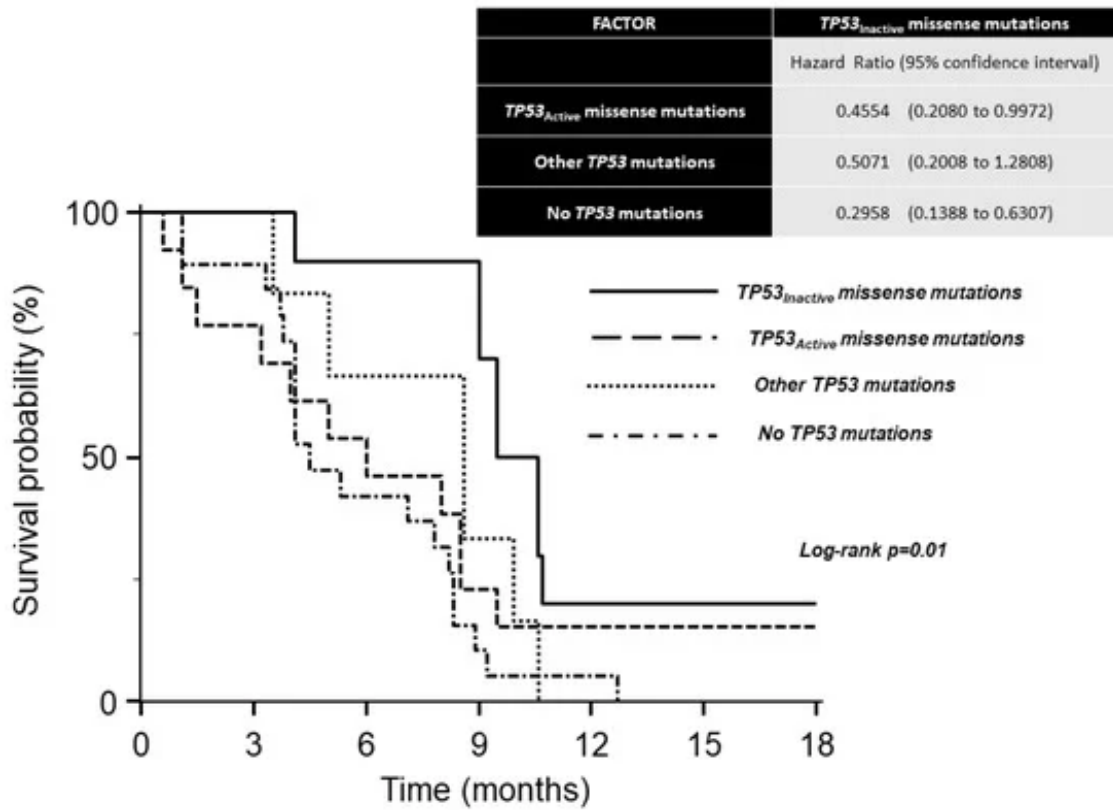 FACTOR TP53Inactive missense mutations
Hazard Ratio (95% confidence interval)
TP53Active missense mutations 0.4554 (0.2080 to 0.9972)
Other TP53 mutations 0.5071 (0.2008 to 1.2808)
No TP53 mutations 0.2958 (0.1388 to 0.6307)
100
50
0
Survival probability (%)
TP53Inactive missense mutations
TP53Active missense mutations
Other TP53 mutations
No TP53 mutations
Log-rank p=0.01
0 3 6 9 12 15 18
Time (months)